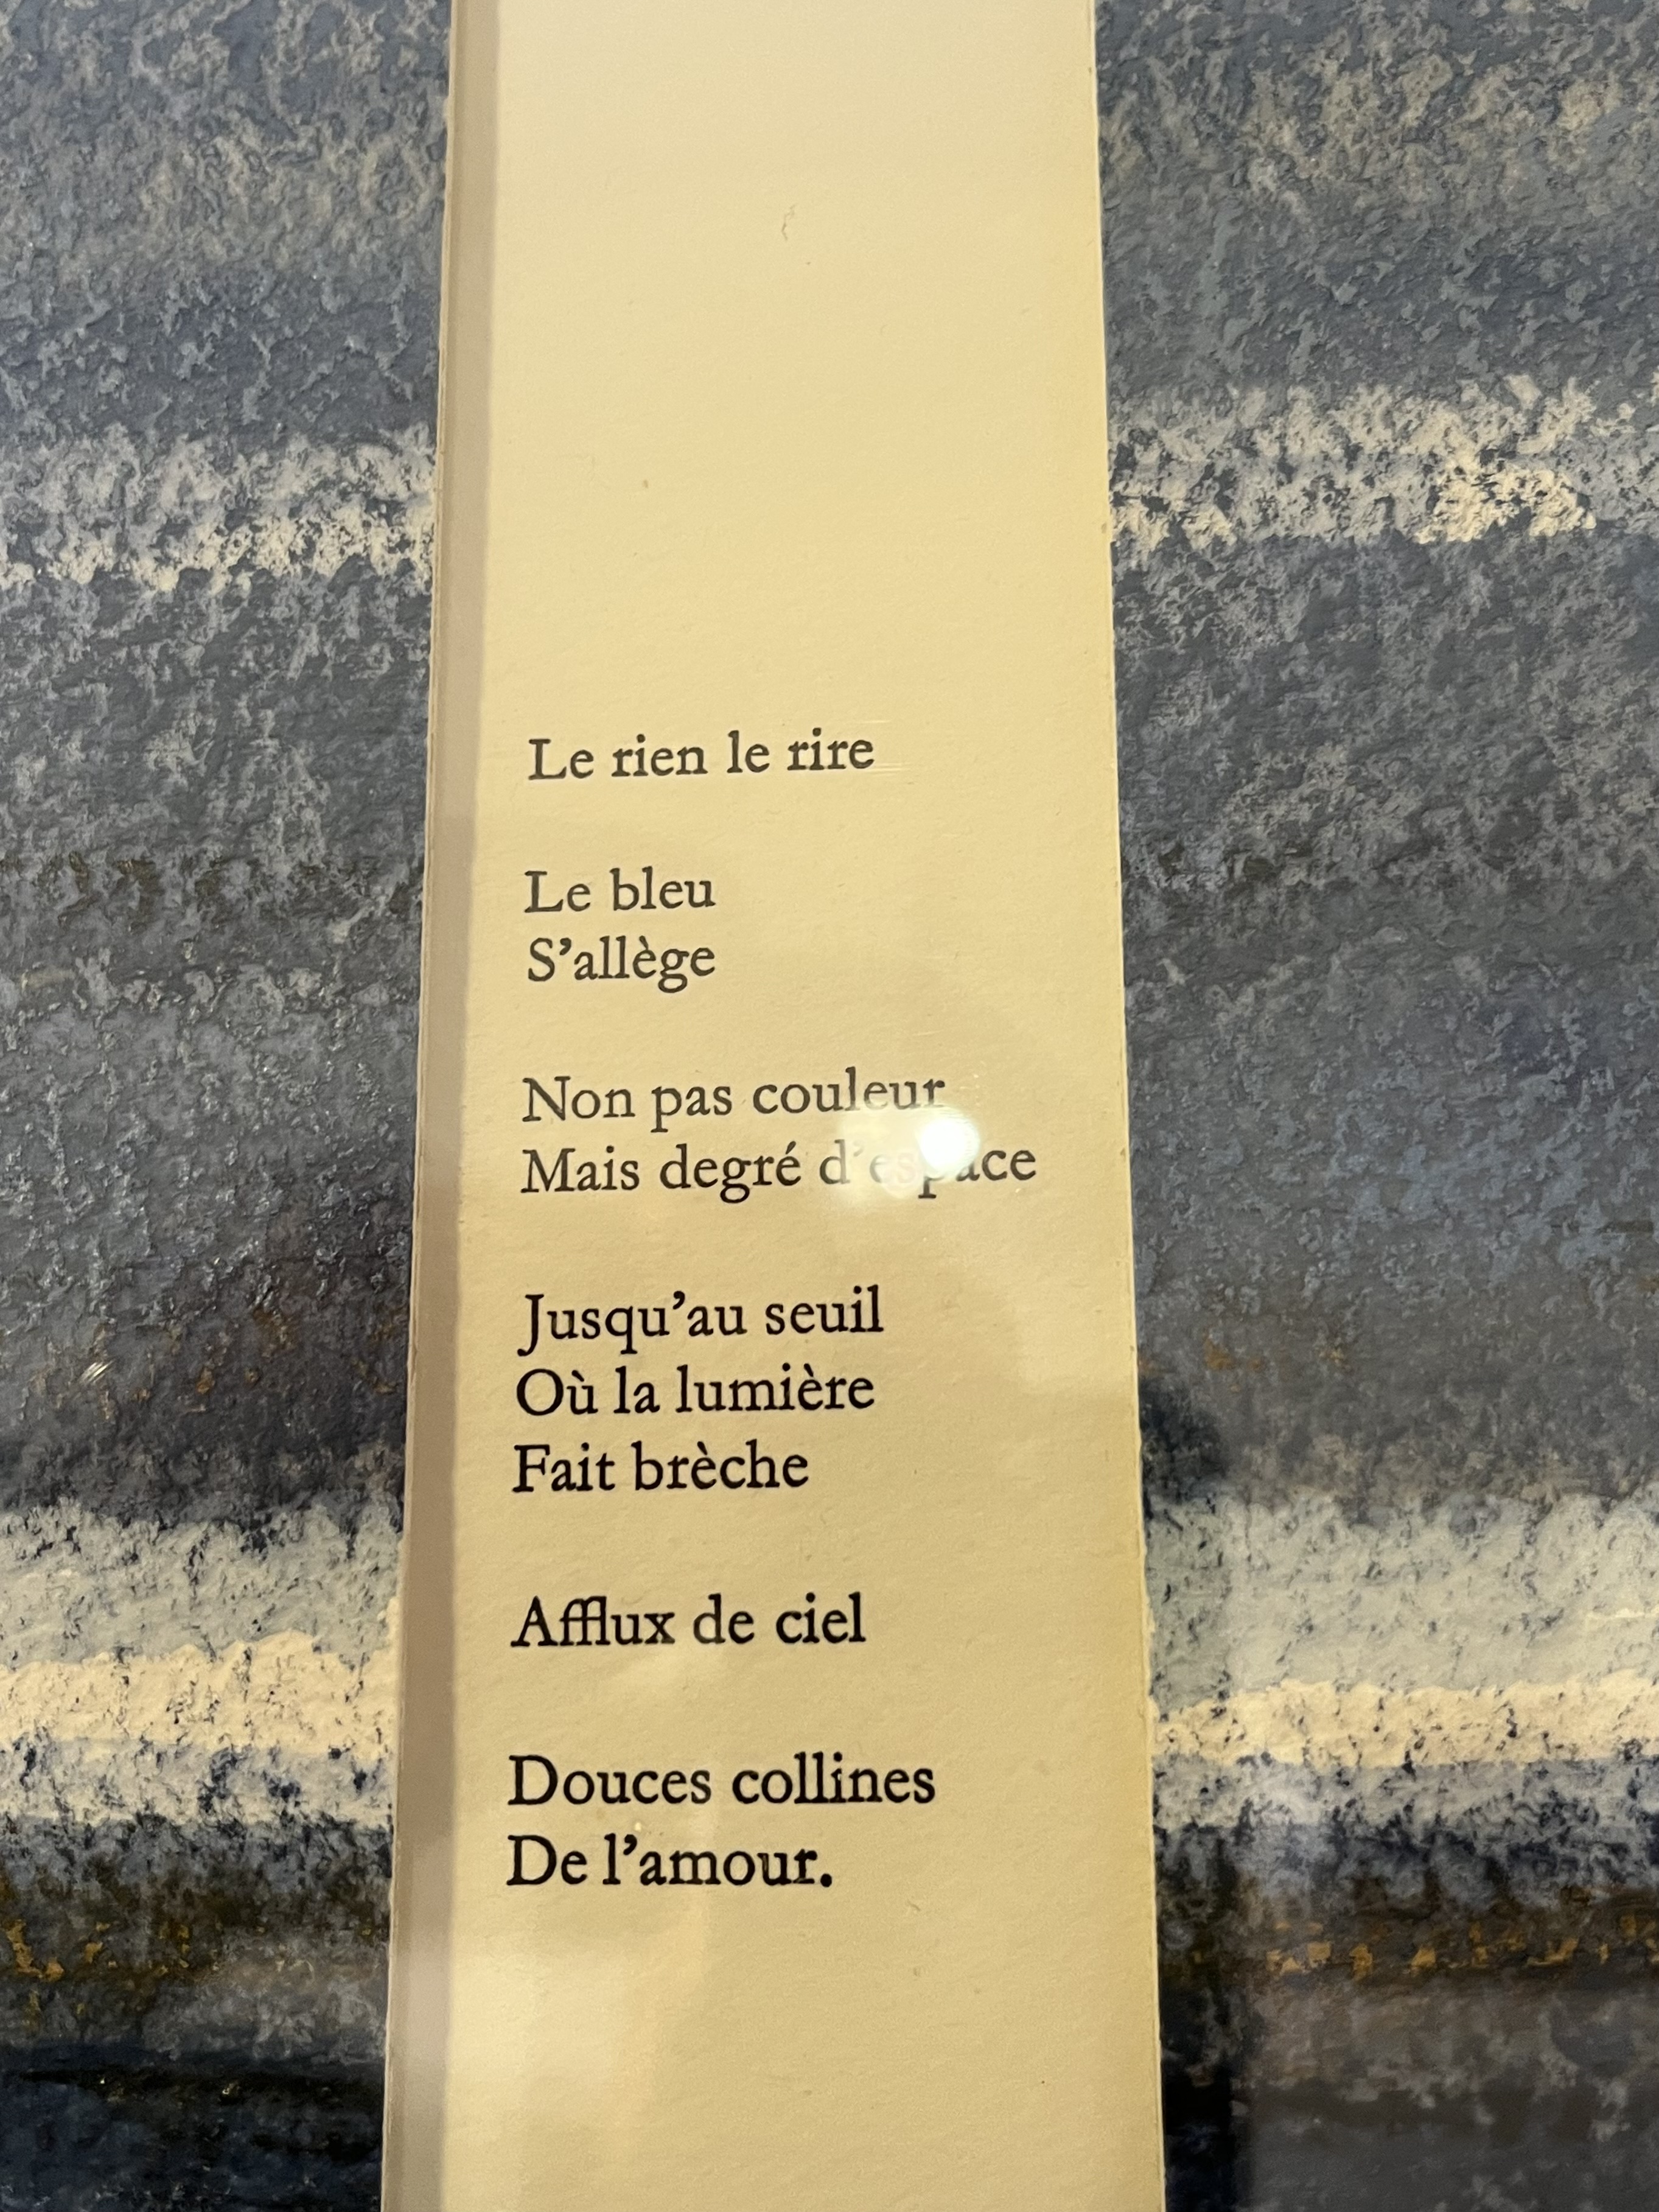 Le rien le rire
Le bleu
S’allège
Non pas couleur
Mais degré d’espace
Jusqu’au seuil
Où la lumière
Fait brèche
Afflux de ciel
Douces collines
De l’amour.